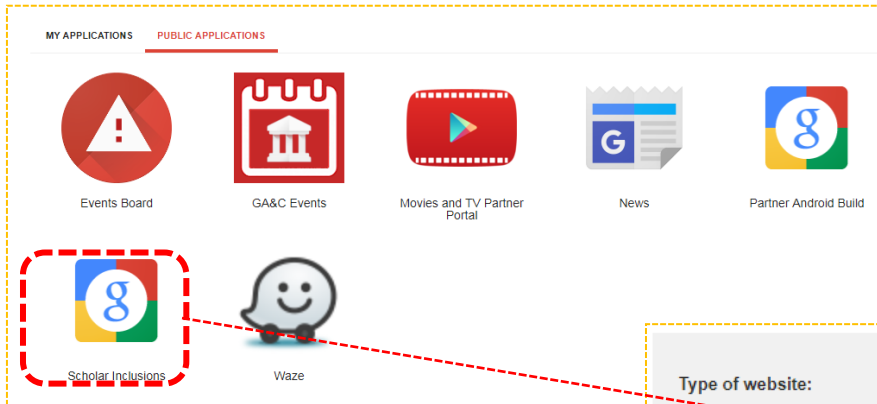 MY APPLICATIONS PUBLIC APPLICATIONS
Events Board
GA&C Events
Movies and TV Partner
Portal
G
News
g
Partner Android Build
g
Scholar Inclusions
Waze
Type of website: